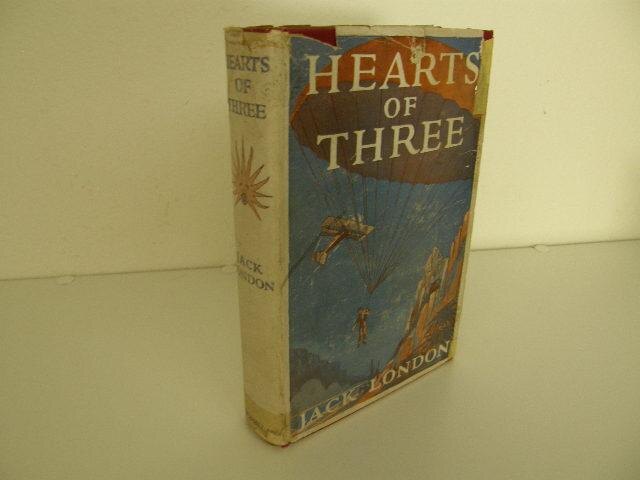 HEARTS
OF
THREE
JACK
LONDON
HEARTS
OF
THREE
JACK LONDON